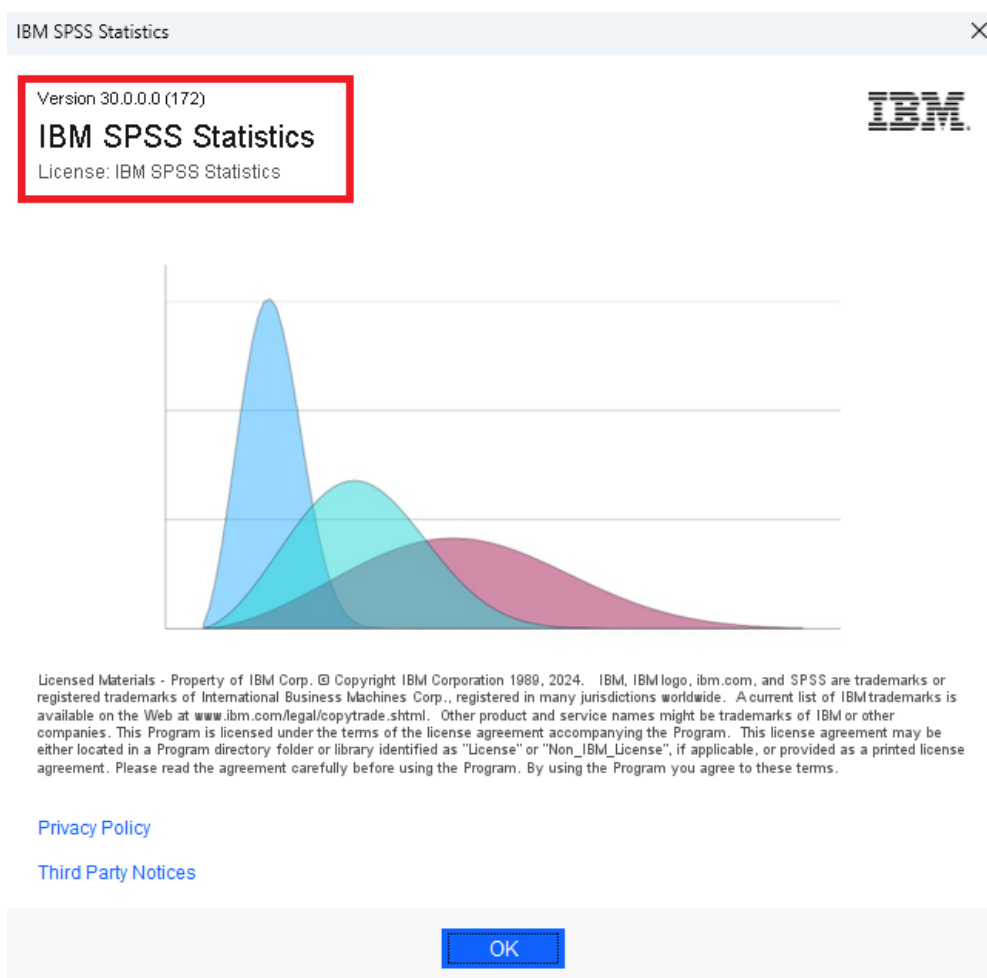 IBM SPSS Statistics
Version 30.0.0.0 (172)
IBM SPSS Statistics
License: IBM SPSS Statistics
IBM.
Licensed Materials - Property of IBM Corp. © Copyright IBM Corporation 1989, 2024. IBM, IBM logo, ibm.com, and SPSS are trademarks or
registered trademarks of International Business Machines Corp., registered in many jurisdictions worldwide. A current list of IBM trademarks is
available on the Web at www.ibm.com/legal/copytrade.shtml. Other product and service names might be trademarks of IBM or other
companies. This Program is licensed under the terms of the license agreement accompanying the Program. This license agreement may be
either located in a Program directory folder or library identified as "License" or "Non_IBM_License", if applicable, or provided as a printed license
agreement. Please read the agreement carefully before using the Program. By using the Program you agree to these terms.
Privacy Policy
Third Party Notices
OK